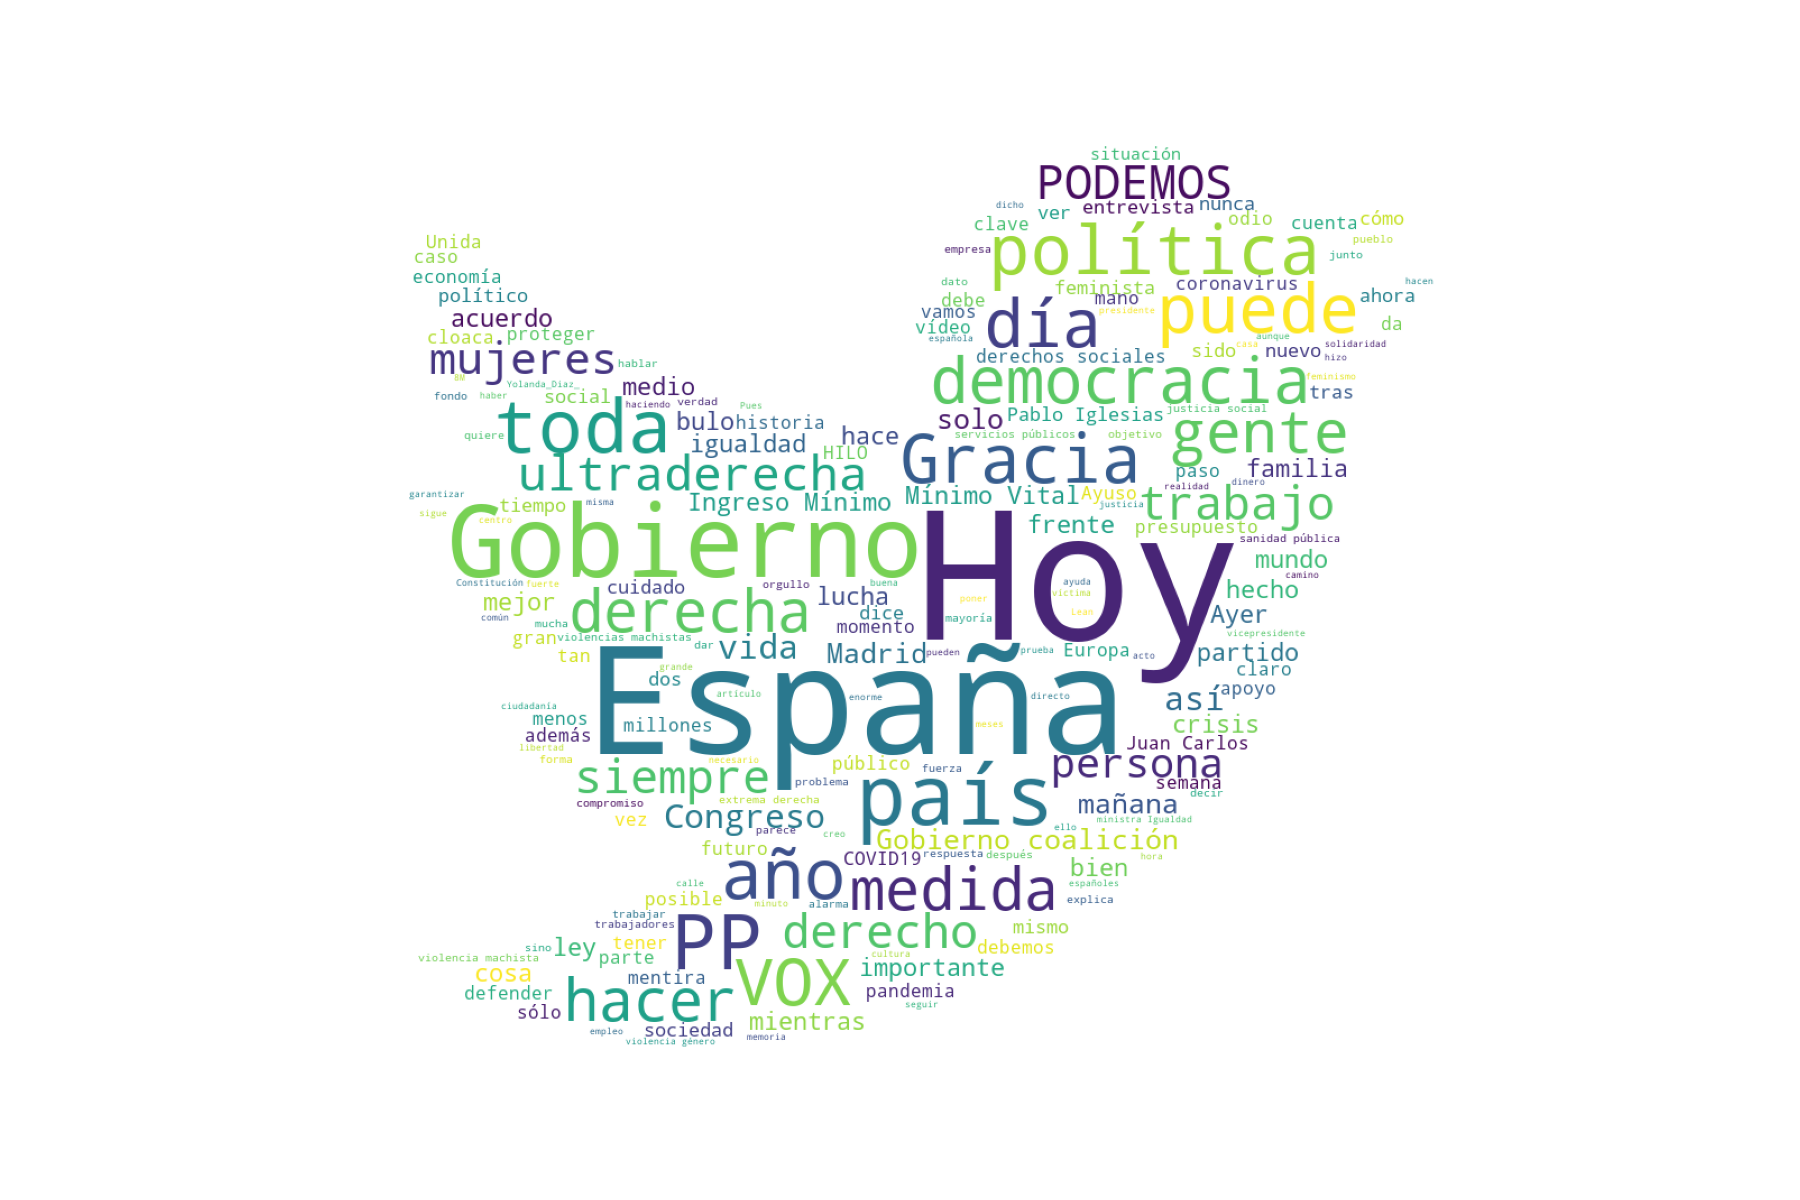 situación
PODEMOS
dicho ver entrevista nunca
clave odio cuenta cómo
Unida empresa política pueblo
caso junto
economía dato feminista coronavirus hacen
político debe mano puede ahora
acuerdo vamos día presidente da
cloaca proteger vídeo española aunque solidaridad
mujeres hablar derechos sociales sido casa nuevo hizo
8M Yolanda_Diaz_ medio democracia feminismo
fondo haber social haciendo verdad Pues tras
toda bulo historia solo Pablo Iglesias justicia social
quiere igualdad hace Gracia servicios públicos objetivo gente
ultraderecha HILO paso familia
garantizar misma Ingreso Mínimo Mínimo Vital Ayuso realidad dinero
sigue tiempo justicia trabajo
centro Gobierno Hoy frente presupuesto
sanidad pública
mundo
Constitución fuerte cuidado orgullo buena ayuda camino
mejor derecha lucha poner víctima hecho
común dice mayoría Lean Ayer
mucha momento
gran violencias machistas dar vida Madrid pueden prueba Europa acto vicepresidente
tan grande partido
dos claro
ciudadanía artículo España enorme directo así apoyo
menos millones meses crisis
además
libertad Juan Carlos
forma siempre necesario público fuerza persona
problema país semana
compromiso extrema derecha mañana decir
vez Congreso parece creo ello ministra Igualdad
futuro Gobierno coalición
año COVID19 respuesta después hora
calle bien españoles
posible minuto alarma medida explica
trabajar
trabajadores PP derecho mismo
sino ley tener debemos
violencia machista parte cultura
cosa mentira VOX importante
defender hacer pandemia
sólo seguir
empleo sociedad mientras
violencia género memoria